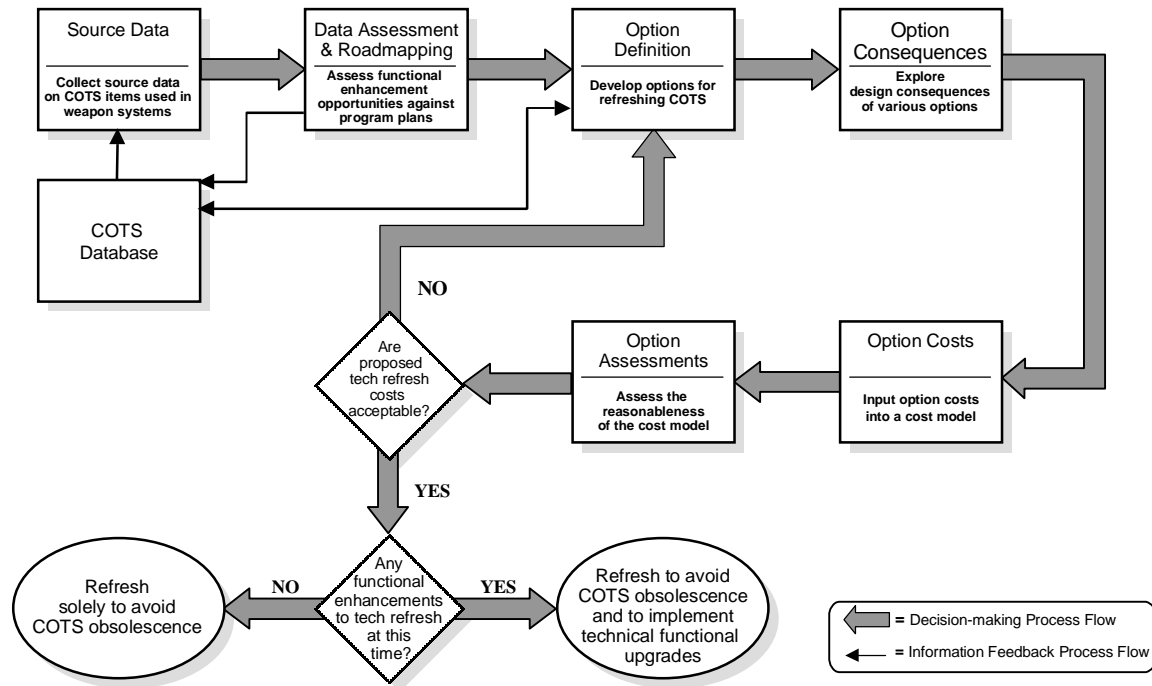 Source Data
Collect source data
on COTS items used in
weapon systems
Data Assessment
& Roadmapping
Assess functional
enhancement
opportunities against
program plans
Option
Definition
Develop options for
refreshing COTS
Option
Consequences
Explore
design consequences
of various options
COTS
Database
NO
Are
proposed
tech refresh
costs
acceptable?
Option
Assessments
Assess the
reasonableness
of the cost model
Option Costs
Input option costs
into a cost model
YES
Refresh
solely to avoid
COTS obsolescence
NO
Any
functional
enhancements
to tech refresh
at this
time?
YES
Refresh to avoid
COTS obsolescence
and to implement
technical functional
upgrades
= Decision-making Process Flow
= Information Feedback Process Flow